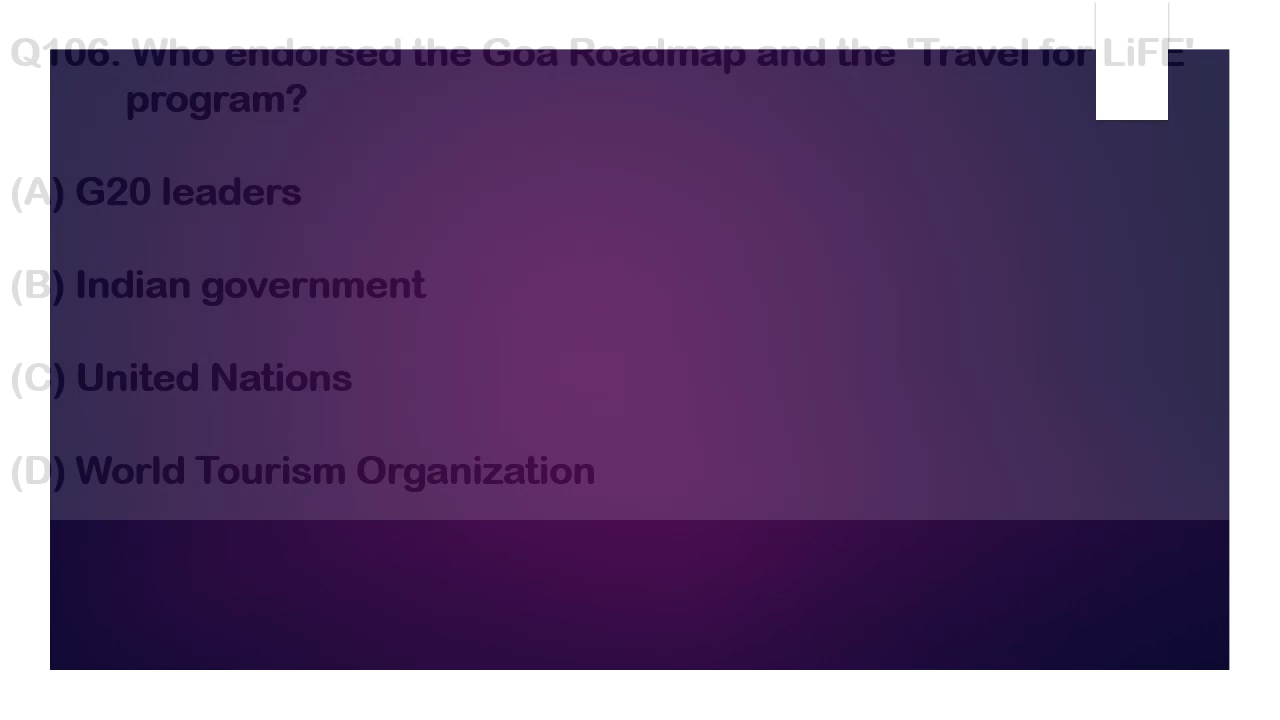 Q106. Who endorsed the Goa Roadmap and the 'Travel for LiFE'
program?
(A) G20 leaders
(B) Indian government
(C) United Nations
(D) World Tourism Organization